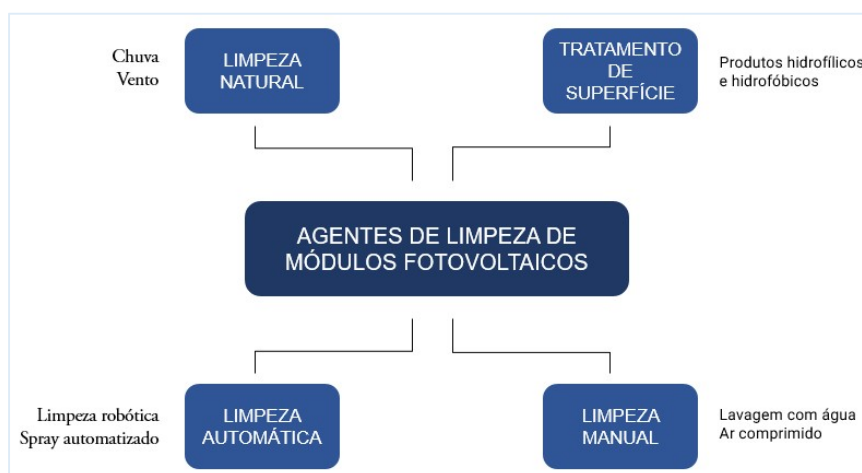 Chuva
Vento
LIMPEZA
NATURAL
TRATAMENTO
DE
SUPERFÍCIE
Produtos hidrofílicos
e hidrofóbicos
AGENTES DE LIMPEZA DE
MÓDULOS FOTOVOLTAICOS
Limpeza robótica
Spray automatizado
LIMPEZA
AUTOMÁTICA
LIMPEZA
MANUAL
Lavagem com água
Ar comprimido